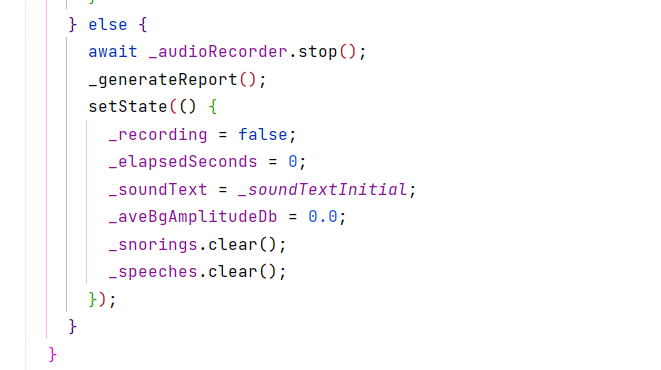 }
} else {
await _audioRecorder.stop();
_generateReport();
setState(() {
_recording = false;
_elapsedSeconds = 0;
_soundText = _soundTextInitial;
_aveBgAmplitudeDb = 0.0;
_snorings.clear();
_speeches.clear();
});
}
}